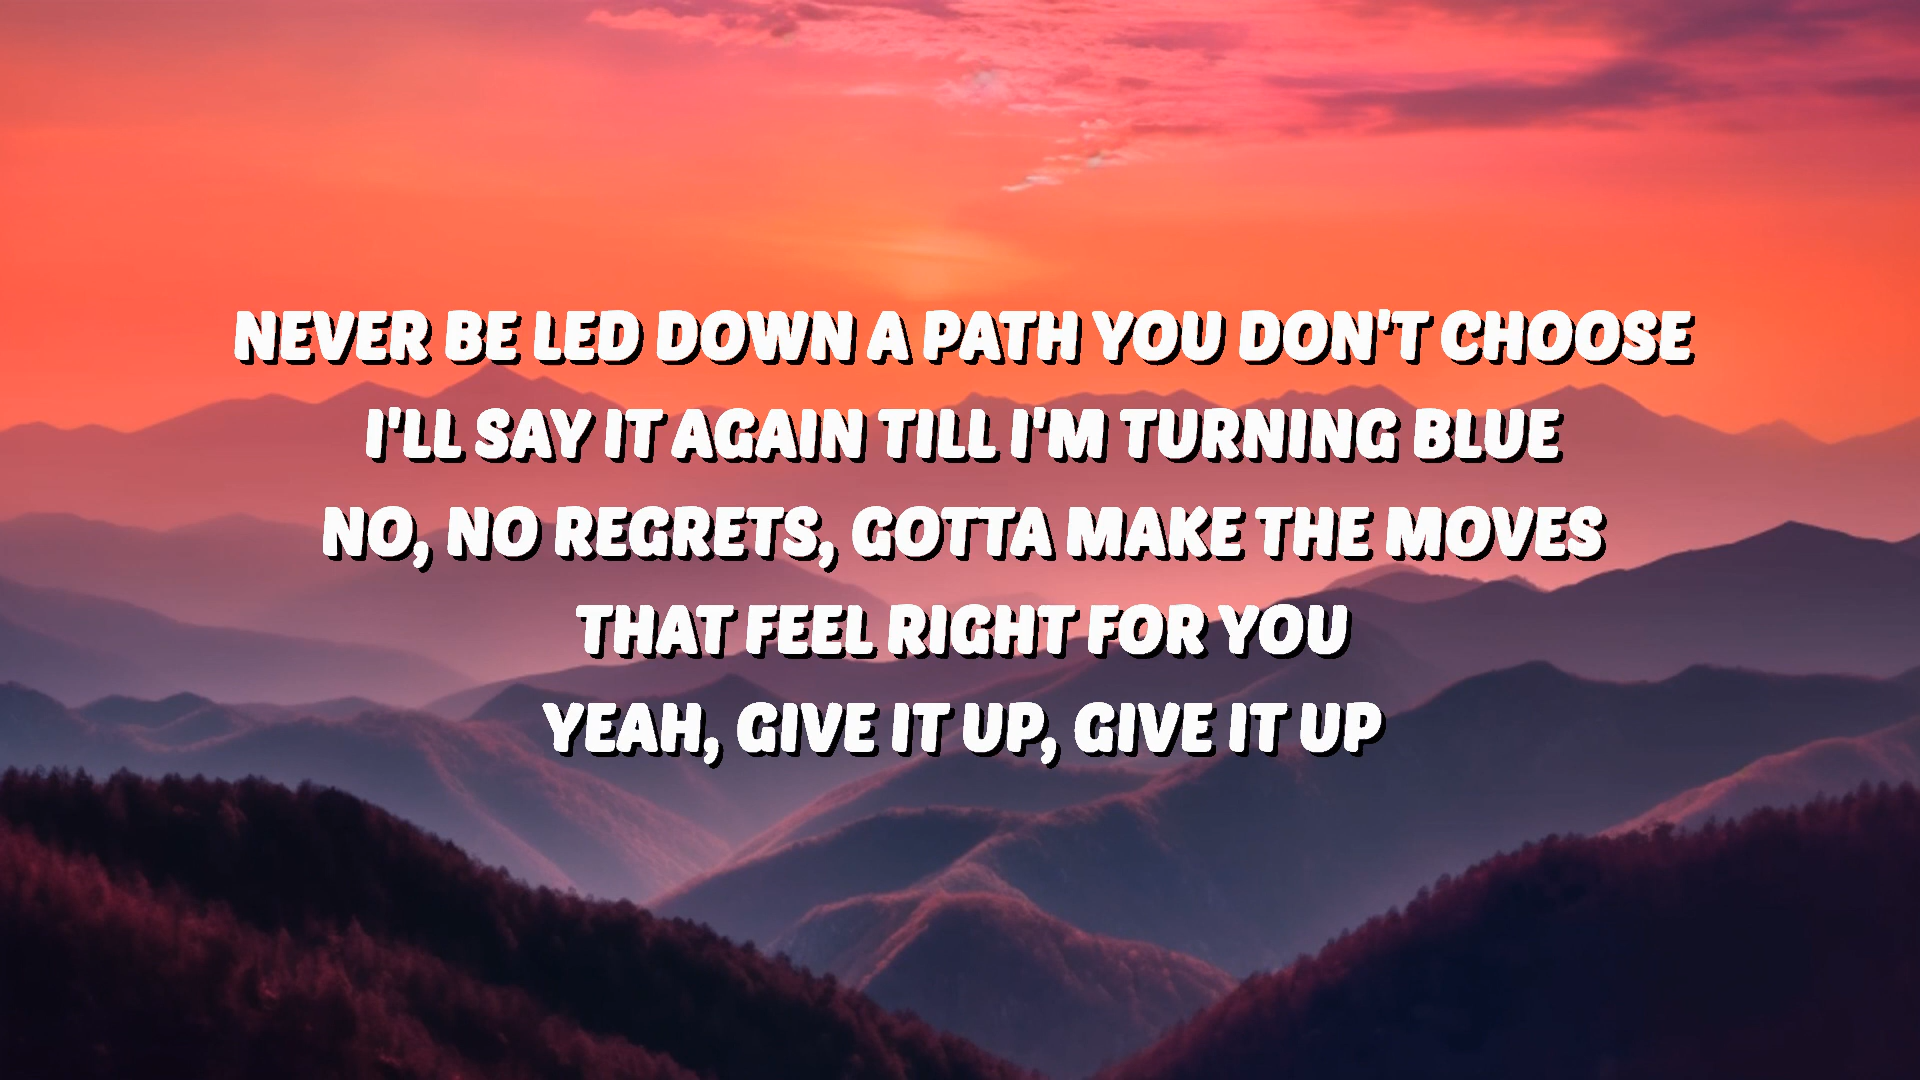 NEVER BE LED DOWN A PATH YOU DON'T CHOOSE
I'LL SAY IT AGAIN TILL I'M TURNING BLUE
NO, NO REGRETS, GOTTA MAKE THE MOVES
THAT FEEL RIGHT FOR YOU
YEAH, GIVE IT UP, GIVE IT UP